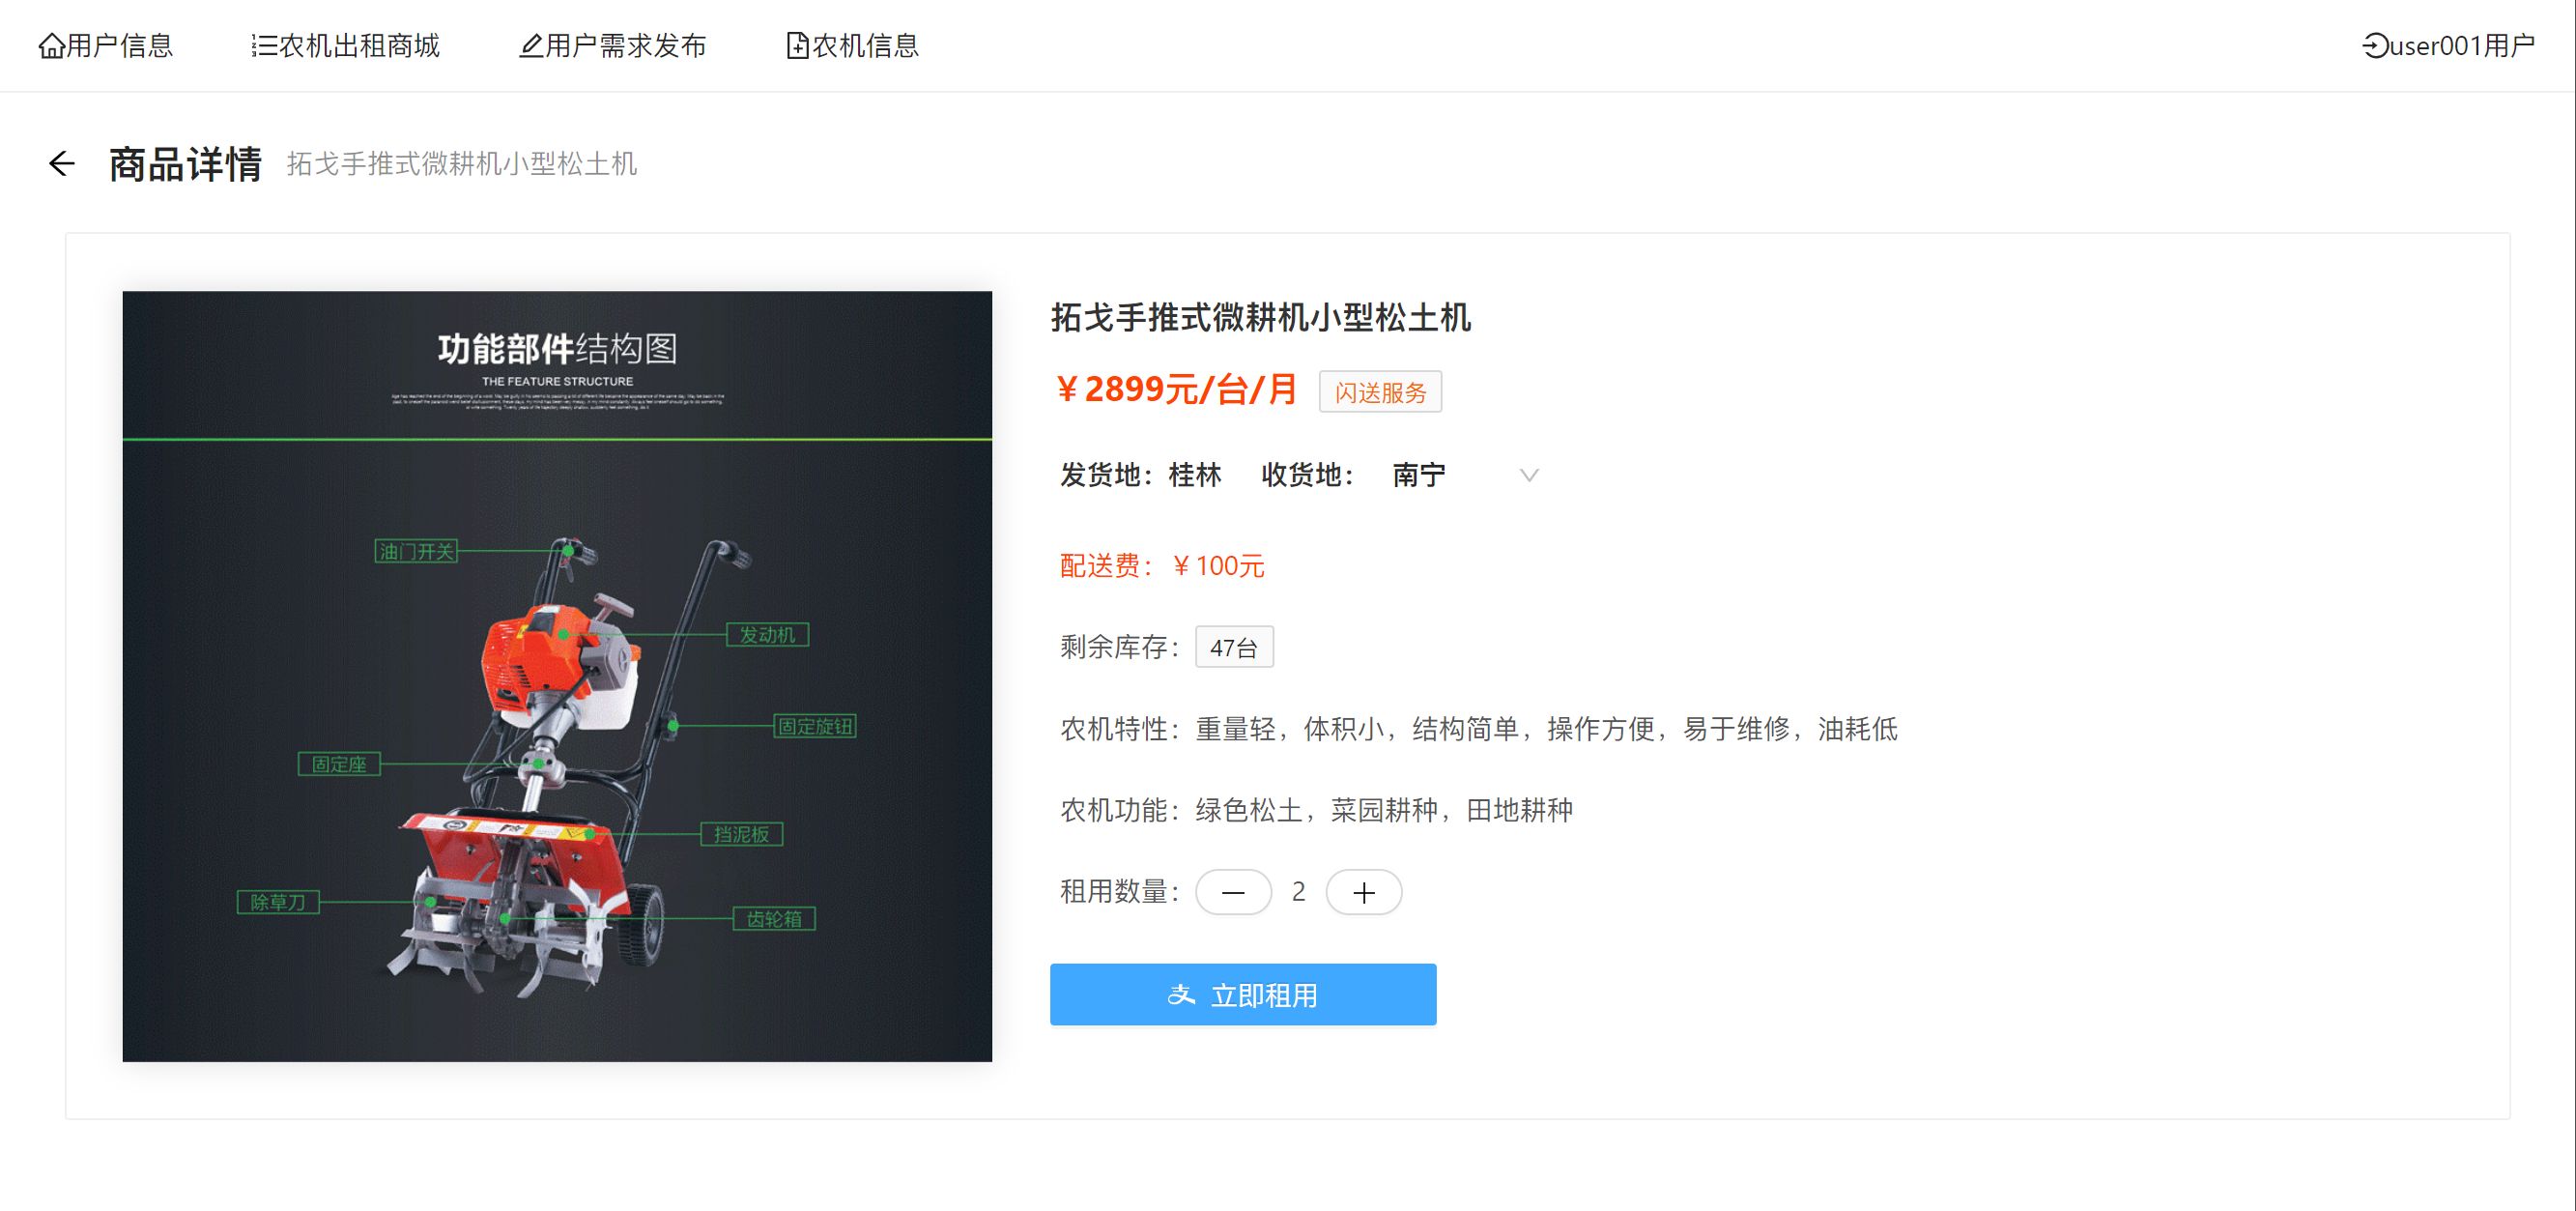 用户信息 农机出租商城 用户需求发布 农机信息 user001用户
商品详情 拓戈手推式微耕机小型松土机
功能部件结构图
THE FEATURE STRUCTURE
油门开关
发动机
固定旋钮
固定座
挡泥板
除草刀
齿轮箱
拓戈手推式微耕机小型松土机
￥2899元/台/月 闪送服务
发货地：桂林 收货地： 南宁
配送费：￥100元
剩余库存：47台
农机特性：重量轻，体积小，结构简单，操作方便，易于维修，油耗低
农机功能：绿色松土，菜园耕种，田地耕种
租用数量： — 2 +
立即租用